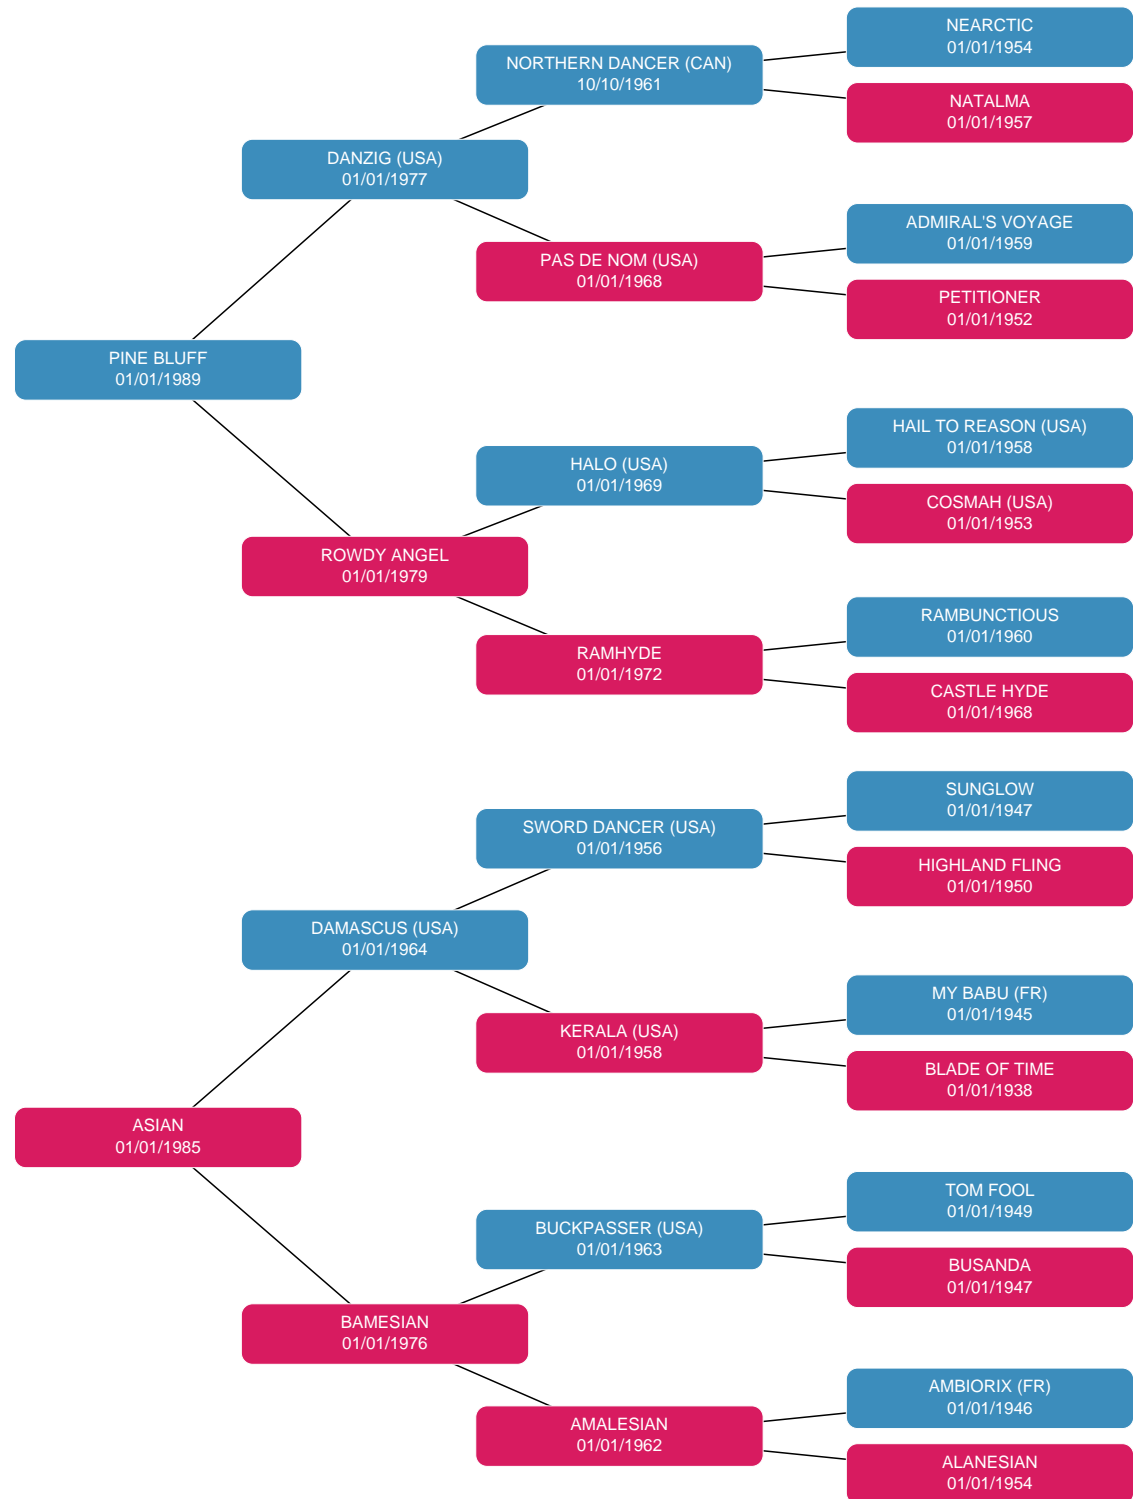 NEARCTIC
01/01/1954
NORTHERN DANCER (CAN)
10/10/1961
NATALMA
01/01/1957
DANZIG (USA)
01/01/1977
ADMIRAL'S VOYAGE
01/01/1959
PAS DE NOM (USA)
01/01/1968
PETITIONER
01/01/1952
PINE BLUFF
01/01/1989
HAIL TO REASON (USA)
01/01/1958
HALO (USA)
01/01/1969
COSMAH (USA)
01/01/1953
ROWDY ANGEL
01/01/1979
RAMBUNCTIOUS
01/01/1960
RAMHYDE
01/01/1972
CASTLE HYDE
01/01/1968
SUNGLOW
01/01/1947
SWORD DANCER (USA)
01/01/1956
HIGHLAND FLING
01/01/1950
DAMASCUS (USA)
01/01/1964
MY BABU (FR)
01/01/1945
KERALA (USA)
01/01/1958
BLADE OF TIME
01/01/1938
ASIAN
01/01/1985
TOM FOOL
01/01/1949
BUCKPASSER (USA)
01/01/1963
BUSANDA
01/01/1947
BAMESIAN
01/01/1976
AMBIORIX (FR)
01/01/1946
AMALESIAN
01/01/1962
ALANESIAN
01/01/1954